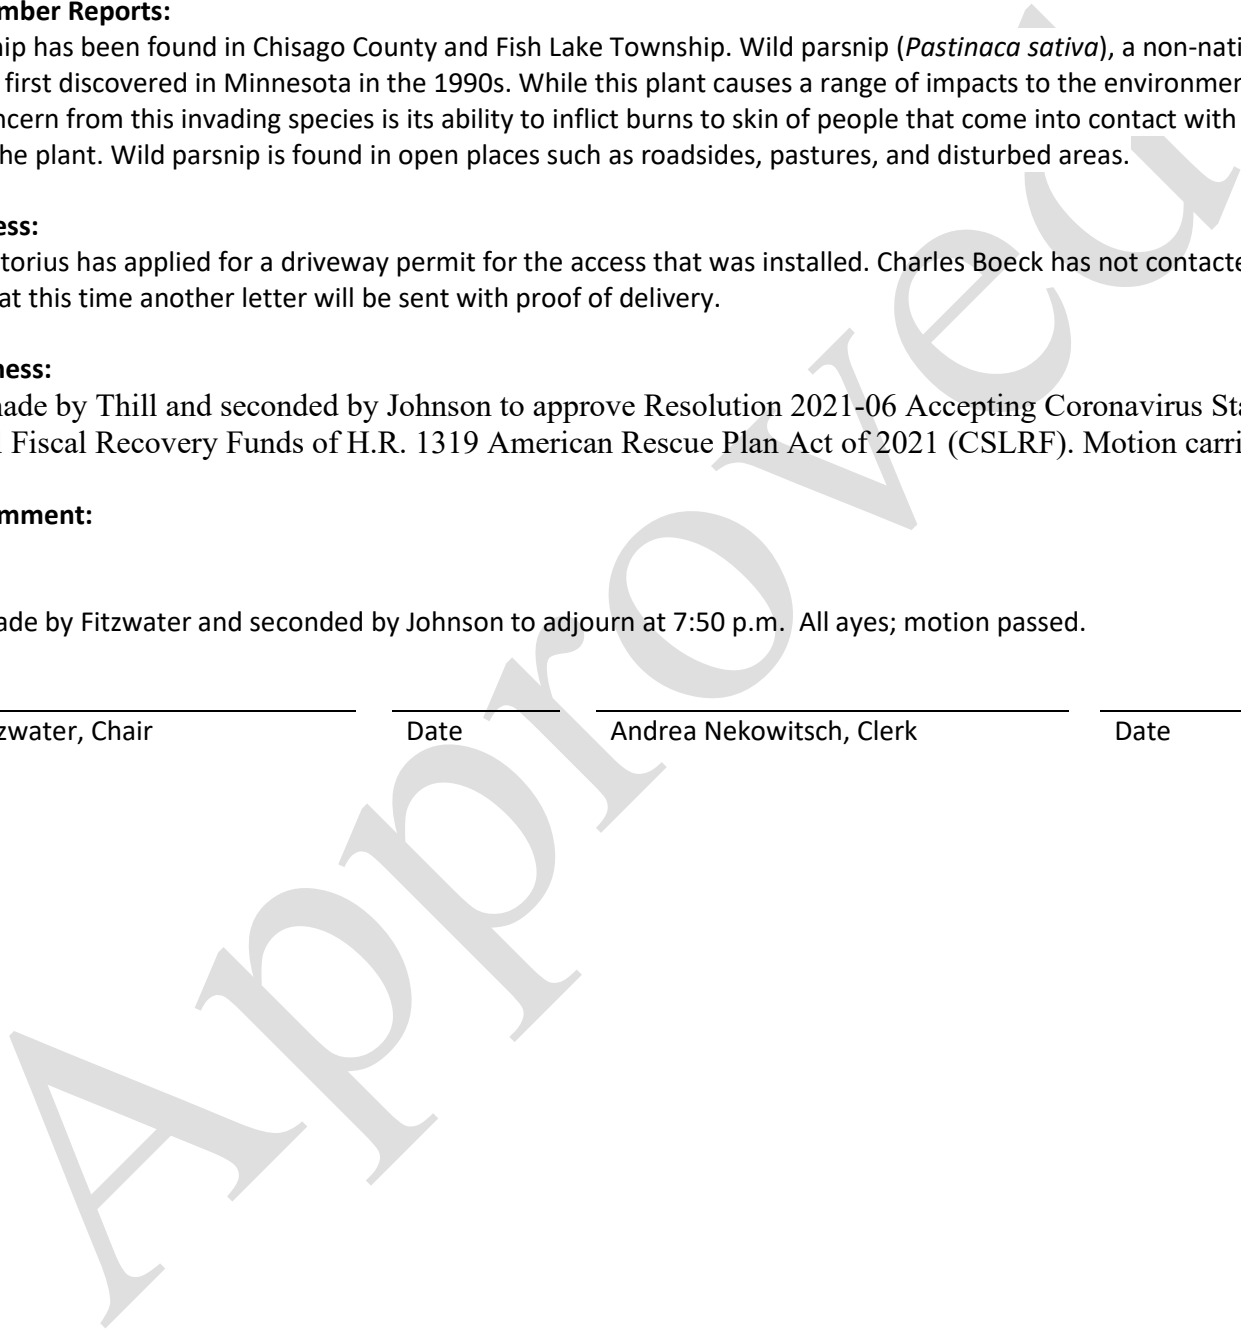 mber Reports:
nip has been found in Chisago County and Fish Lake Township. Wild parsnip (Pastinaca sativa), a non-nati
first discovered in Minnesota in the 1990s. While this plant causes a range of impacts to the environmen
ncern from this invading species is its ability to inflict burns to skin of people that come into contact with
he plant. Wild parsnip is found in open places such as roadsides, pastures, and disturbed areas.
ess:
torius has applied for a driveway permit for the access that was installed. Charles Boeck has not contacte
at this time another letter will be sent with proof of delivery.
ness:
nade by Thill and seconded by Johnson to approve Resolution 2021-06 Accepting Coronavirus Sta
l Fiscal Recovery Funds of H.R. 1319 American Rescue Plan Act of 2021 (CSLRF). Motion carri
mment:
ade by Fitzwater and seconded by Johnson to adjourn at 7:50 p.m.  All ayes; motion passed.
zwater, Chair Date Andrea Nekowitsch, Clerk Date
Approved